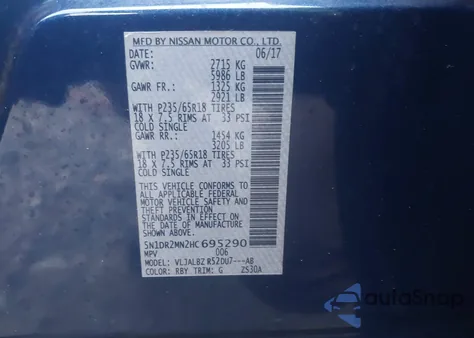 MFD BY NISSAN MOTOR CO., LTD.
DATE: 06/17
GVWR: 2715 KG
5986 LB
GAWR FR.: 1325 KG
2921 LB
WITH P235/65R18 TIRES
18 X 7.5 RIMS AT 33 PSI
COLD SINGLE
GAWR RR.: 1454 KG
3205 LB
WITH P235/65R18 TIRES
18 X 7.5 RIMS AT 33 PSI
COLD SINGLE
THIS VEHICLE CONFORMS TO
ALL APPLICABLE FEDERAL
MOTOR VEHICLE SAFETY AND
THEFT PREVENTION STANDARDS
IN EFFECT ON THE DATE OF
MANUFACTURE SHOWN ABOVE.
5N1DR2MN2HC695290
MPV 006
MODEL: VLJALBZ R52DU7---AB
COLOR: RBY TRIM: G ZS30A
AutoSnap